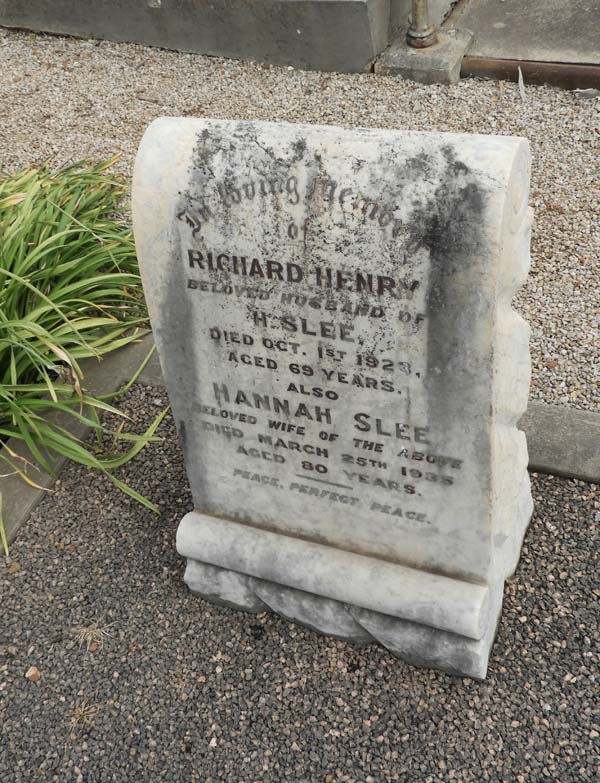 In loving memory
of
RICHARD HENRY
BELOVED HUSBAND OF
H. SLEE,
DIED OCT. 1ST 1923,
AGED 69 YEARS.
ALSO
HANNAH SLEE
BELOVED WIFE OF THE ABOVE
DIED MARCH 25TH 1935
AGED 80 YEARS.
PEACE, PERFECT PEACE.